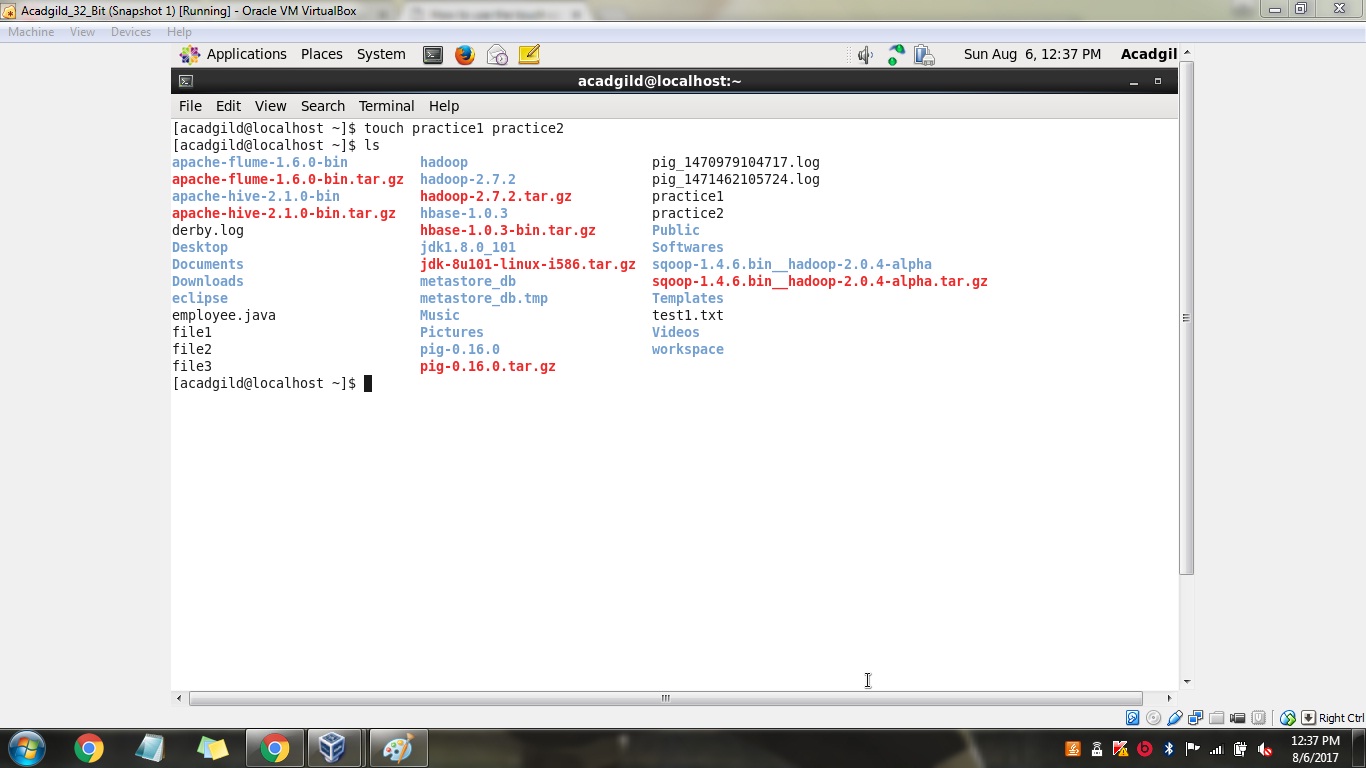 Acadgild_32_Bit (Snapshot 1) [Running] - Oracle VM VirtualBox
Machine View Devices Help
Applications Places System Sun Aug 6, 12:37 PM Acadgil
acadgild@localhost:~
File Edit View Search Terminal Help
[acadgild@localhost ~]$ touch practice1 practice2
[acadgild@localhost ~]$ ls
apache-flume-1.6.0-bin hadoop pig_1470979104717.log
apache-flume-1.6.0-bin.tar.gz hadoop-2.7.2 pig_1471462105724.log
apache-hive-2.1.0-bin hadoop-2.7.2.tar.gz practice1
apache-hive-2.1.0-bin.tar.gz hbase-1.0.3 practice2
derby.log hbase-1.0.3-bin.tar.gz Public
Desktop jdk1.8.0_101 Softwares
Documents jdk-8u101-linux-i586.tar.gz sqoop-1.4.6.bin__hadoop-2.0.4-alpha
Downloads metastore_db sqoop-1.4.6.bin__hadoop-2.0.4-alpha.tar.gz
eclipse metastore_db.tmp Templates
employee.java Music test1.txt
file1 Pictures Videos
file2 pig-0.16.0 workspace
file3 pig-0.16.0.tar.gz
[acadgild@localhost ~]$
Right Ctrl
12:37 PM
8/6/2017